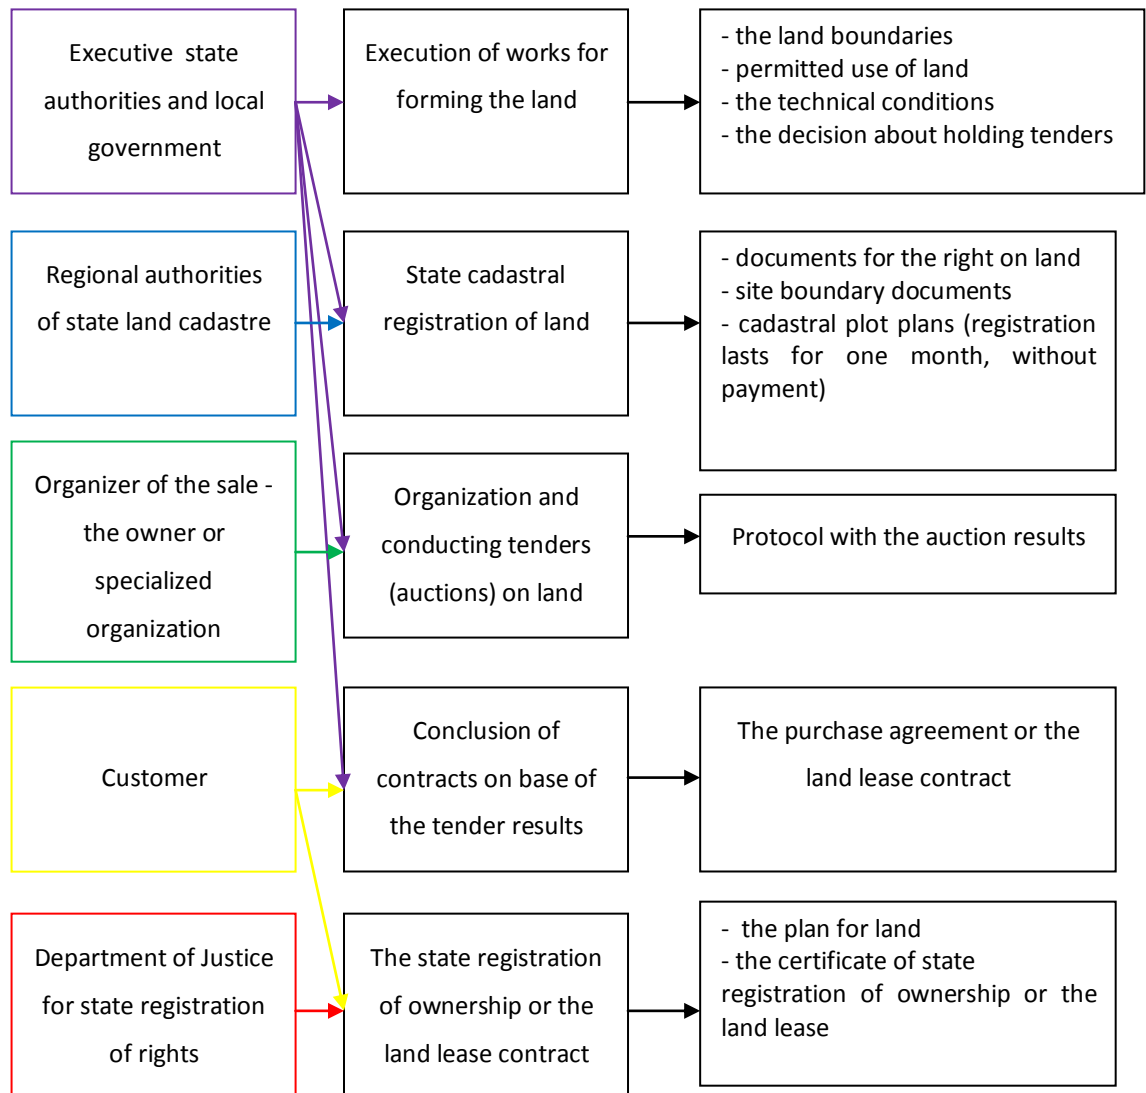 Executive state
authorities and local
government
Execution of works for
forming the land
- the land boundaries
- permitted use of land
- the technical conditions
- the decision about holding tenders
Regional authorities
of state land cadastre
State cadastral
registration of land
- documents for the right on land
- site boundary documents
- cadastral plot plans (registration
lasts for one month, without
payment)
Organizer of the sale -
the owner or
specialized
organization
Organization and
conducting tenders
(auctions) on land
Protocol with the auction results
Customer
Conclusion of
contracts on base of
the tender results
The purchase agreement or the
land lease contract
Department of Justice
for state registration
of rights
The state registration
of ownership or the
land lease contract
- the plan for land
- the certificate of state
registration of ownership or the
land lease